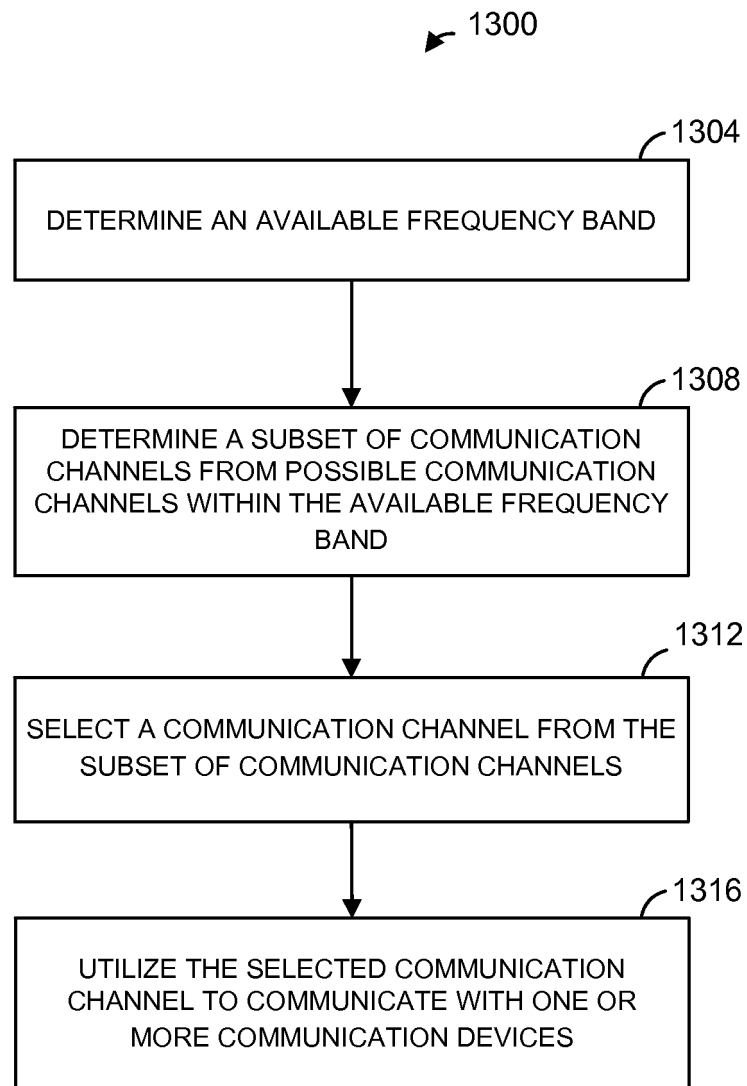 1300
1304
DETERMINE AN AVAILABLE FREQUENCY BAND
1308
DETERMINE A SUBSET OF COMMUNICATION
CHANNELS FROM POSSIBLE COMMUNICATION
CHANNELS WITHIN THE AVAILABLE FREQUENCY
BAND
1312
SELECT A COMMUNICATION CHANNEL FROM THE
SUBSET OF COMMUNICATION CHANNELS
1316
UTILIZE THE SELECTED COMMUNICATION
CHANNEL TO COMMUNICATE WITH ONE OR
MORE COMMUNICATION DEVICES